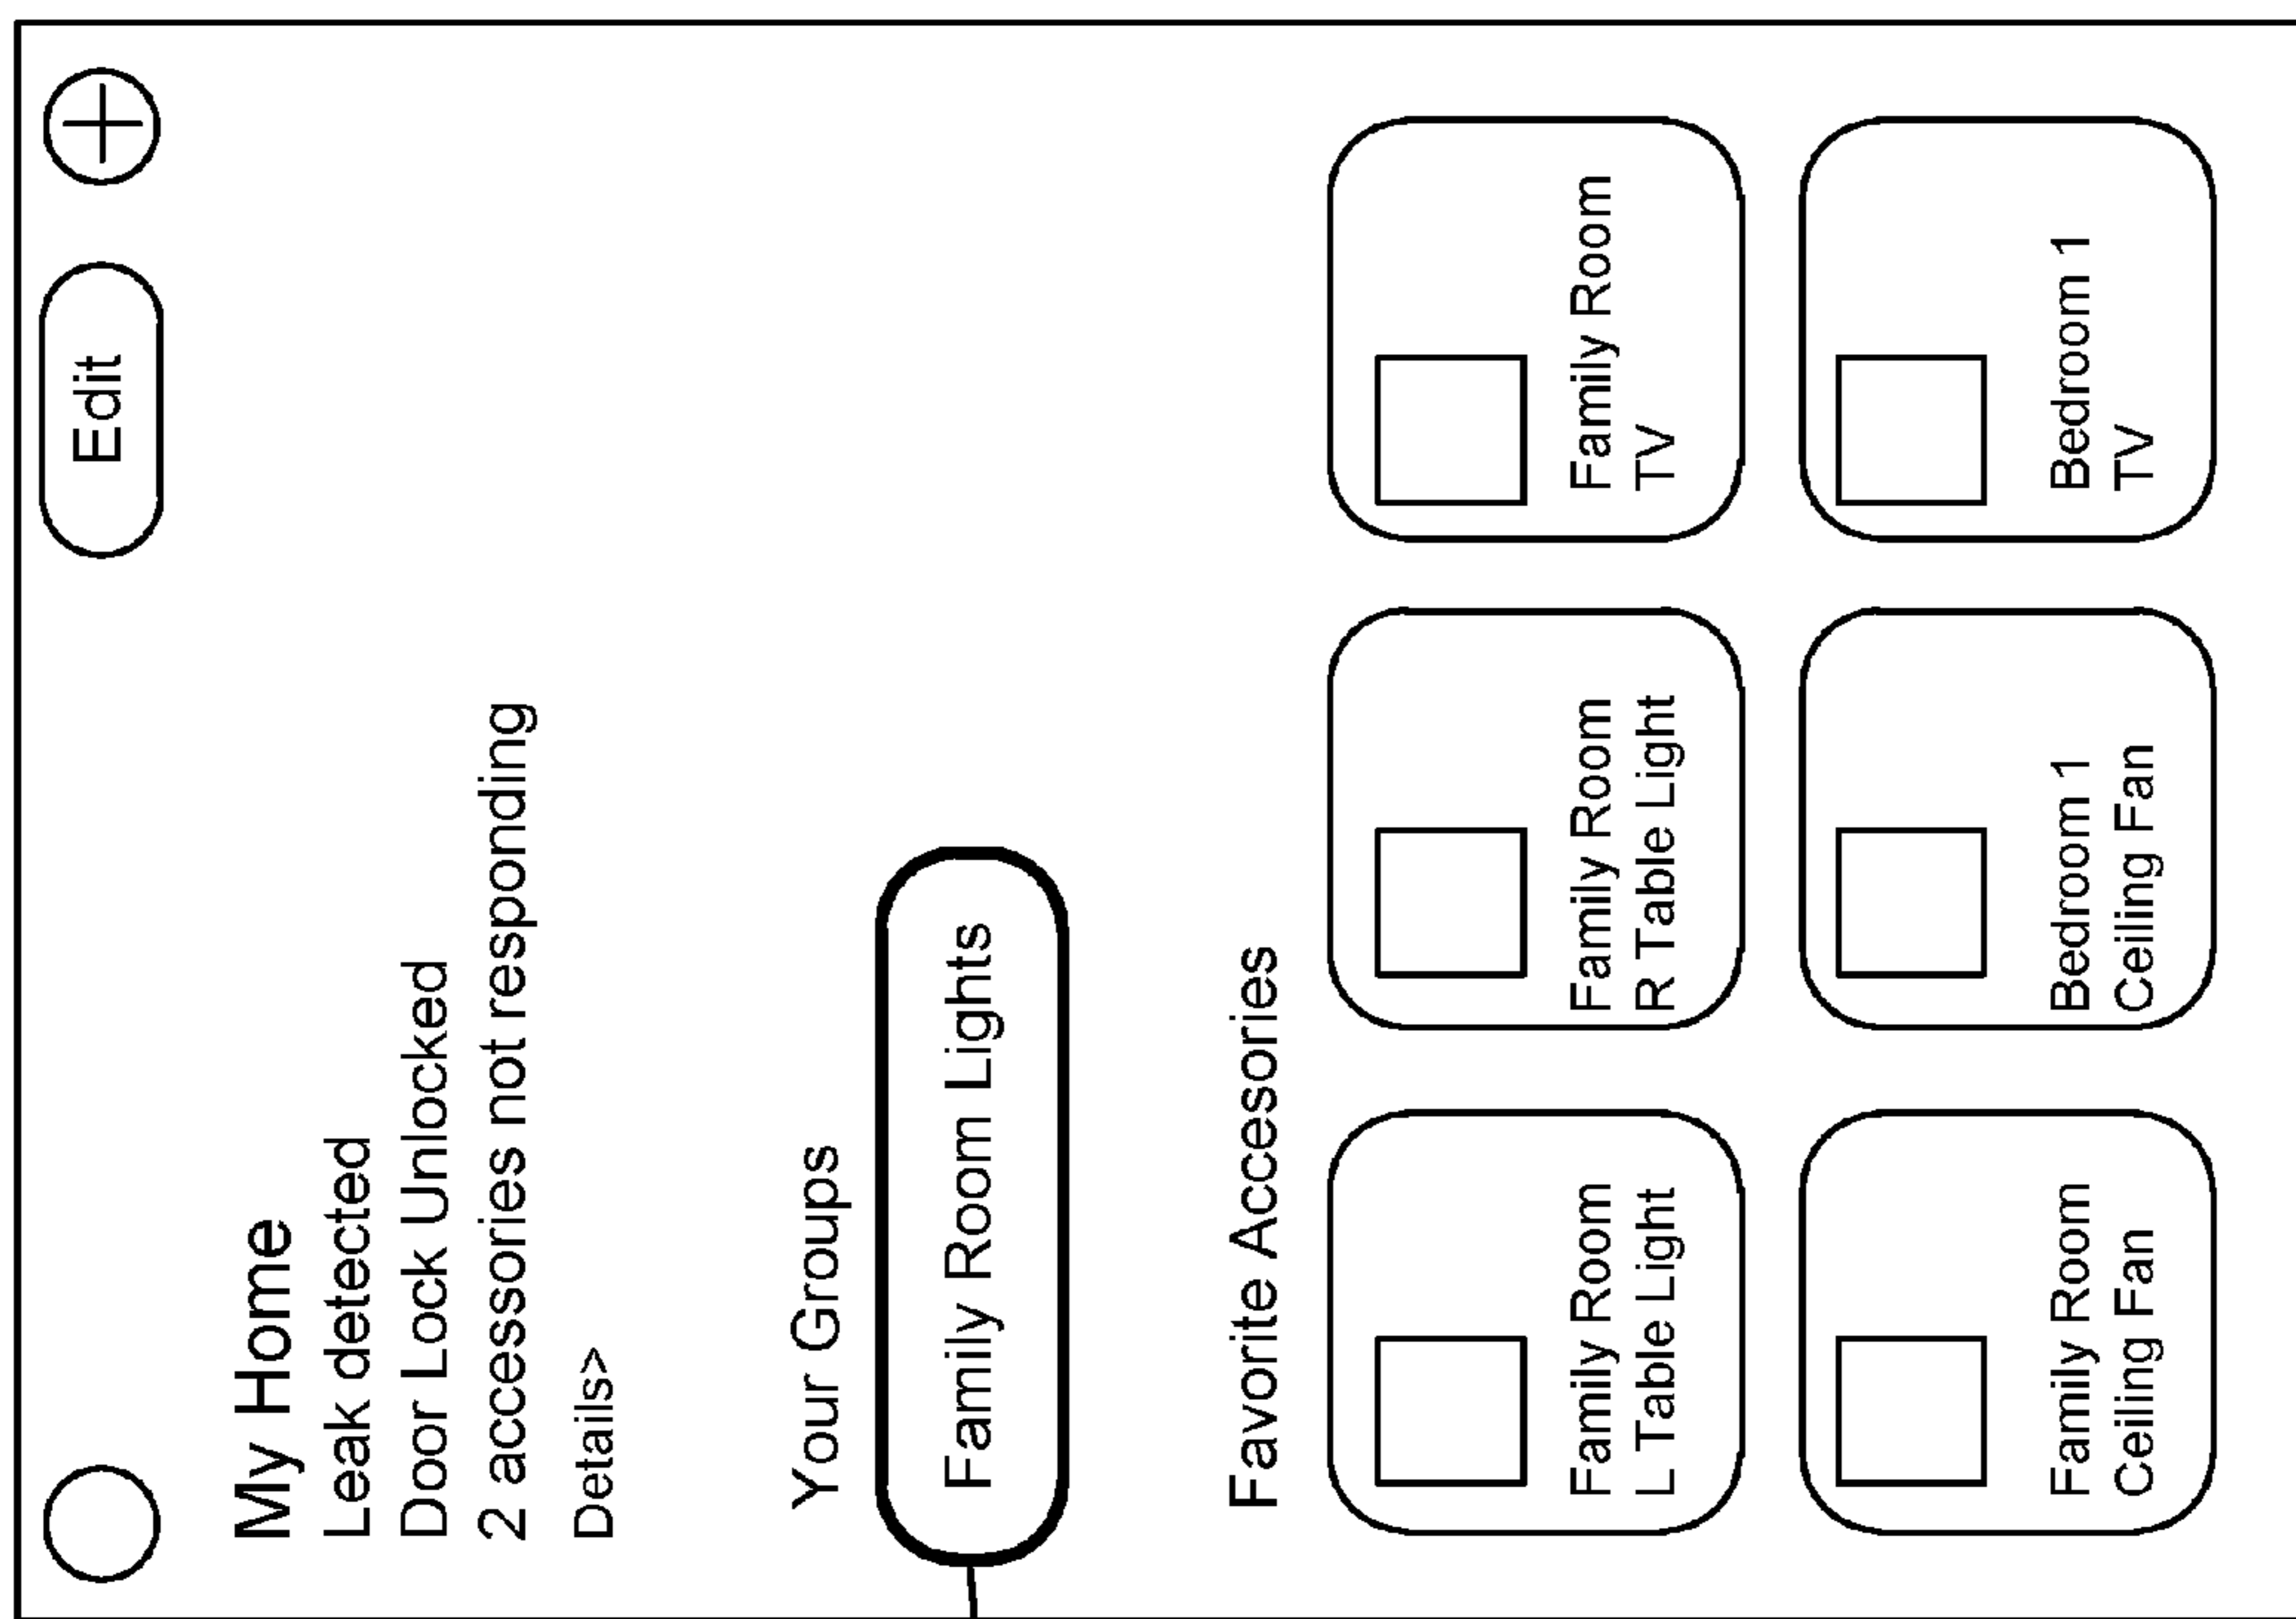 Edit
My Home
Leak detected
Door Lock Unlocked
2 accessories not responding
Details>
Your Groups
Family Room Lights
Favorite Accessories
Family Room
L Table Light
Family Room
R Table Light
Family Room
TV
Family Room
Ceiling Fan
Bedroom 1
Ceiling Fan
Bedroom 1
TV